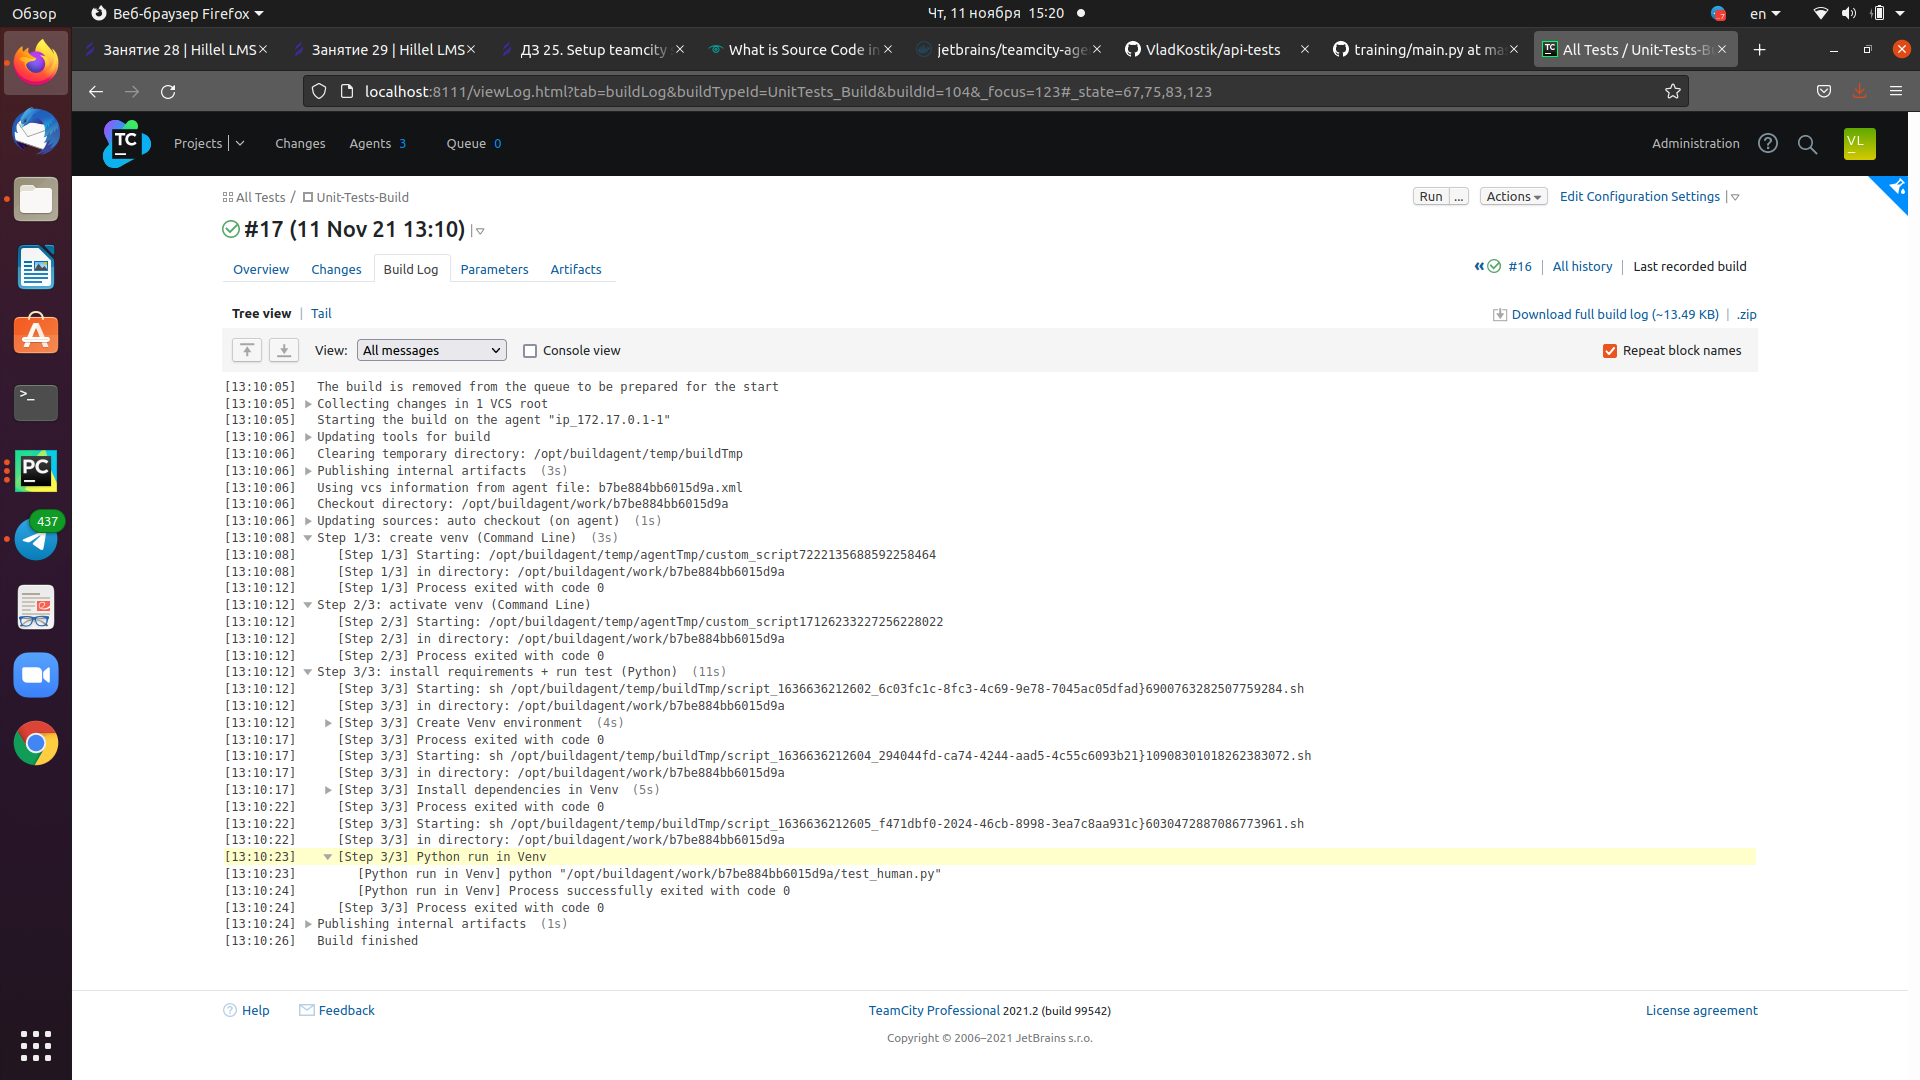 Обзор
Веб-браузер Firefox
Чт, 11 ноября 15:20
en
Занятие 28 | Hillel LMS
Занятие 29 | Hillel LMS
ДЗ 25. Setup teamcity
What is Source Code in
jetbrains/teamcity-age
VladKostik/api-tests
training/main.py at ma
All Tests / Unit-Tests-B
localhost:8111/viewLog.html?tab=buildLog&buildTypeId=UnitTests_Build&buildId=104&_focus=123#_state=67,75,83,123
TC
Projects
Changes
Agents 3
Queue 0
Administration
VL
All Tests / Unit-Tests-Build
Run ...
Actions
Edit Configuration Settings
#17 (11 Nov 21 13:10)
Overview
Changes
Build Log
Parameters
Artifacts
« #16 | All history | Last recorded build
Tree view | Tail
Download full build log (~13.49 KB) | .zip
View: All messages
Console view
Repeat block names
[13:10:05] The build is removed from the queue to be prepared for the start
[13:10:05] Collecting changes in 1 VCS root
[13:10:05] Starting the build on the agent "ip_172.17.0.1-1"
[13:10:06] Updating tools for build
[13:10:06] Clearing temporary directory: /opt/buildagent/temp/buildTmp
[13:10:06] Publishing internal artifacts (3s)
[13:10:06] Using vcs information from agent file: b7be884bb6015d9a.xml
[13:10:06] Checkout directory: /opt/buildagent/work/b7be884bb6015d9a
[13:10:06] Updating sources: auto checkout (on agent) (1s)
[13:10:08] Step 1/3: create venv (Command Line) (3s)
[13:10:08] [Step 1/3] Starting: /opt/buildagent/temp/agentTmp/custom_script7222135688592258464
[13:10:08] [Step 1/3] in directory: /opt/buildagent/work/b7be884bb6015d9a
[13:10:12] [Step 1/3] Process exited with code 0
[13:10:12] Step 2/3: activate venv (Command Line)
[13:10:12] [Step 2/3] Starting: /opt/buildagent/temp/agentTmp/custom_script17126233227256228022
[13:10:12] [Step 2/3] in directory: /opt/buildagent/work/b7be884bb6015d9a
[13:10:12] [Step 2/3] Process exited with code 0
[13:10:12] Step 3/3: install requirements + run test (Python) (11s)
[13:10:12] [Step 3/3] Starting: sh /opt/buildagent/temp/buildTmp/script_1636636212602_6c03fc1c-8fc3-4c69-9e78-7045ac05dfad}6900763282507759284.sh
[13:10:12] [Step 3/3] in directory: /opt/buildagent/work/b7be884bb6015d9a
[13:10:12] [Step 3/3] Create Venv environment (4s)
[13:10:17] [Step 3/3] Process exited with code 0
[13:10:17] [Step 3/3] Starting: sh /opt/buildagent/temp/buildTmp/script_1636636212604_294044fd-ca74-4244-aad5-4c55c6093b21}10908301018262383072.sh
[13:10:17] [Step 3/3] in directory: /opt/buildagent/work/b7be884bb6015d9a
[13:10:17] [Step 3/3] Install dependencies in Venv (5s)
[13:10:22] [Step 3/3] Process exited with code 0
[13:10:22] [Step 3/3] Starting: sh /opt/buildagent/temp/buildTmp/script_1636636212605_f471dbf0-2024-46cb-8998-3ea7c8aa931c}6030472887086773961.sh
[13:10:22] [Step 3/3] in directory: /opt/buildagent/work/b7be884bb6015d9a
[13:10:23] [Step 3/3] Python run in Venv
[13:10:23] [Python run in Venv] python "/opt/buildagent/work/b7be884bb6015d9a/test_human.py"
[13:10:24] [Python run in Venv] Process successfully exited with code 0
[13:10:24] [Step 3/3] Process exited with code 0
[13:10:24] Publishing internal artifacts (1s)
[13:10:26] Build finished
Help
Feedback
TeamCity Professional 2021.2 (build 99542)
License agreement
Copyright © 2006–2021 JetBrains s.r.o.
PC
437